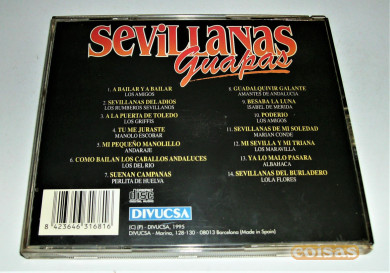 SEVILLANAS
Guapas
1. A BAILAR Y A BAILAR
LOS AMIGOS
2. SEVILLANAS DEL ADIOS
LOS RUMBEROS SEVILLANOS
3. A LA PUERTA DE TOLEDO
LOS GRIFFIS
4. TU ME JURASTE
MANOLO ESCOBAR
5. MI PEQUEÑO MANOLILLO
ANDARAJE
6. COMO BAILAN LOS CABALLOS ANDALUCES
LOS DEL RIO
7. SUENAN CAMPANAS
PERLITA DE HUELVA
8. GUADALQUIVIR GALANTE
AMANTES DE ANDALUCIA
9. BESABA LA LUNA
ISABEL DE MERIDA
10. PODERIO
LOS AMIGOS
11. SEVILLANAS DE MI SOLEDAD
MARIAN CONDE
12. MI SEVILLA Y MI TRIANA
LOS MARAVILLA
13. YA LO MALO PASARA
ALBAHACA
14. SEVILLANAS DEL BURLADERO
LOLA FLORES
8 423646 316816
COMPACT
disc
DIGITAL AUDIO
DIVUCSA
(C) (P) - DIVUCSA, 1995
DIVUCSA - Marina, 128-130 - 08013 Barcelona (Made in Spain)
todo
coisas